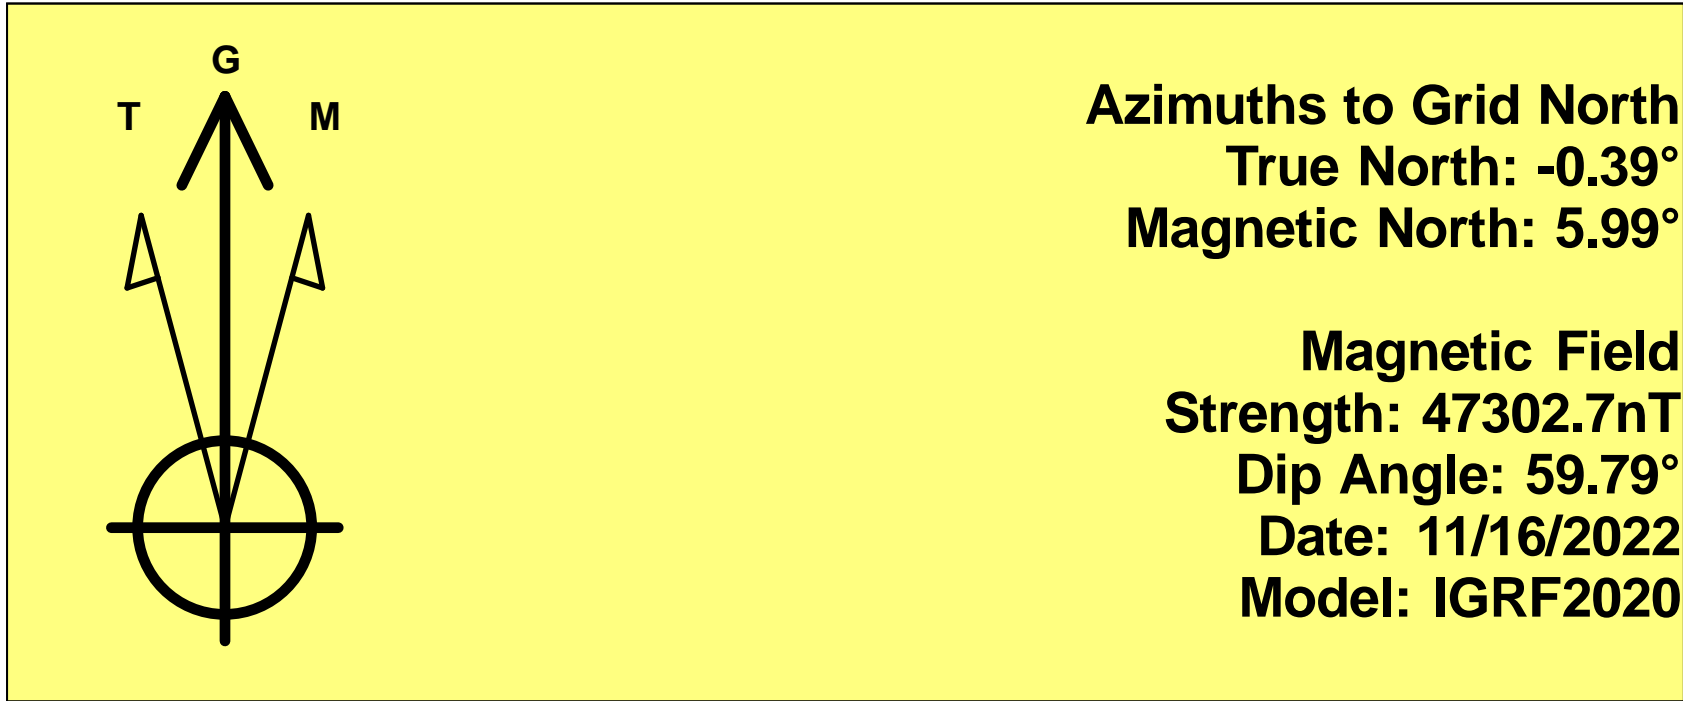 G
T M
Azimuths to Grid North
True North: -0.39°
Magnetic North: 5.99°
Magnetic Field
Strength: 47302.7nT
Dip Angle: 59.79°
Date: 11/16/2022
Model: IGRF2020